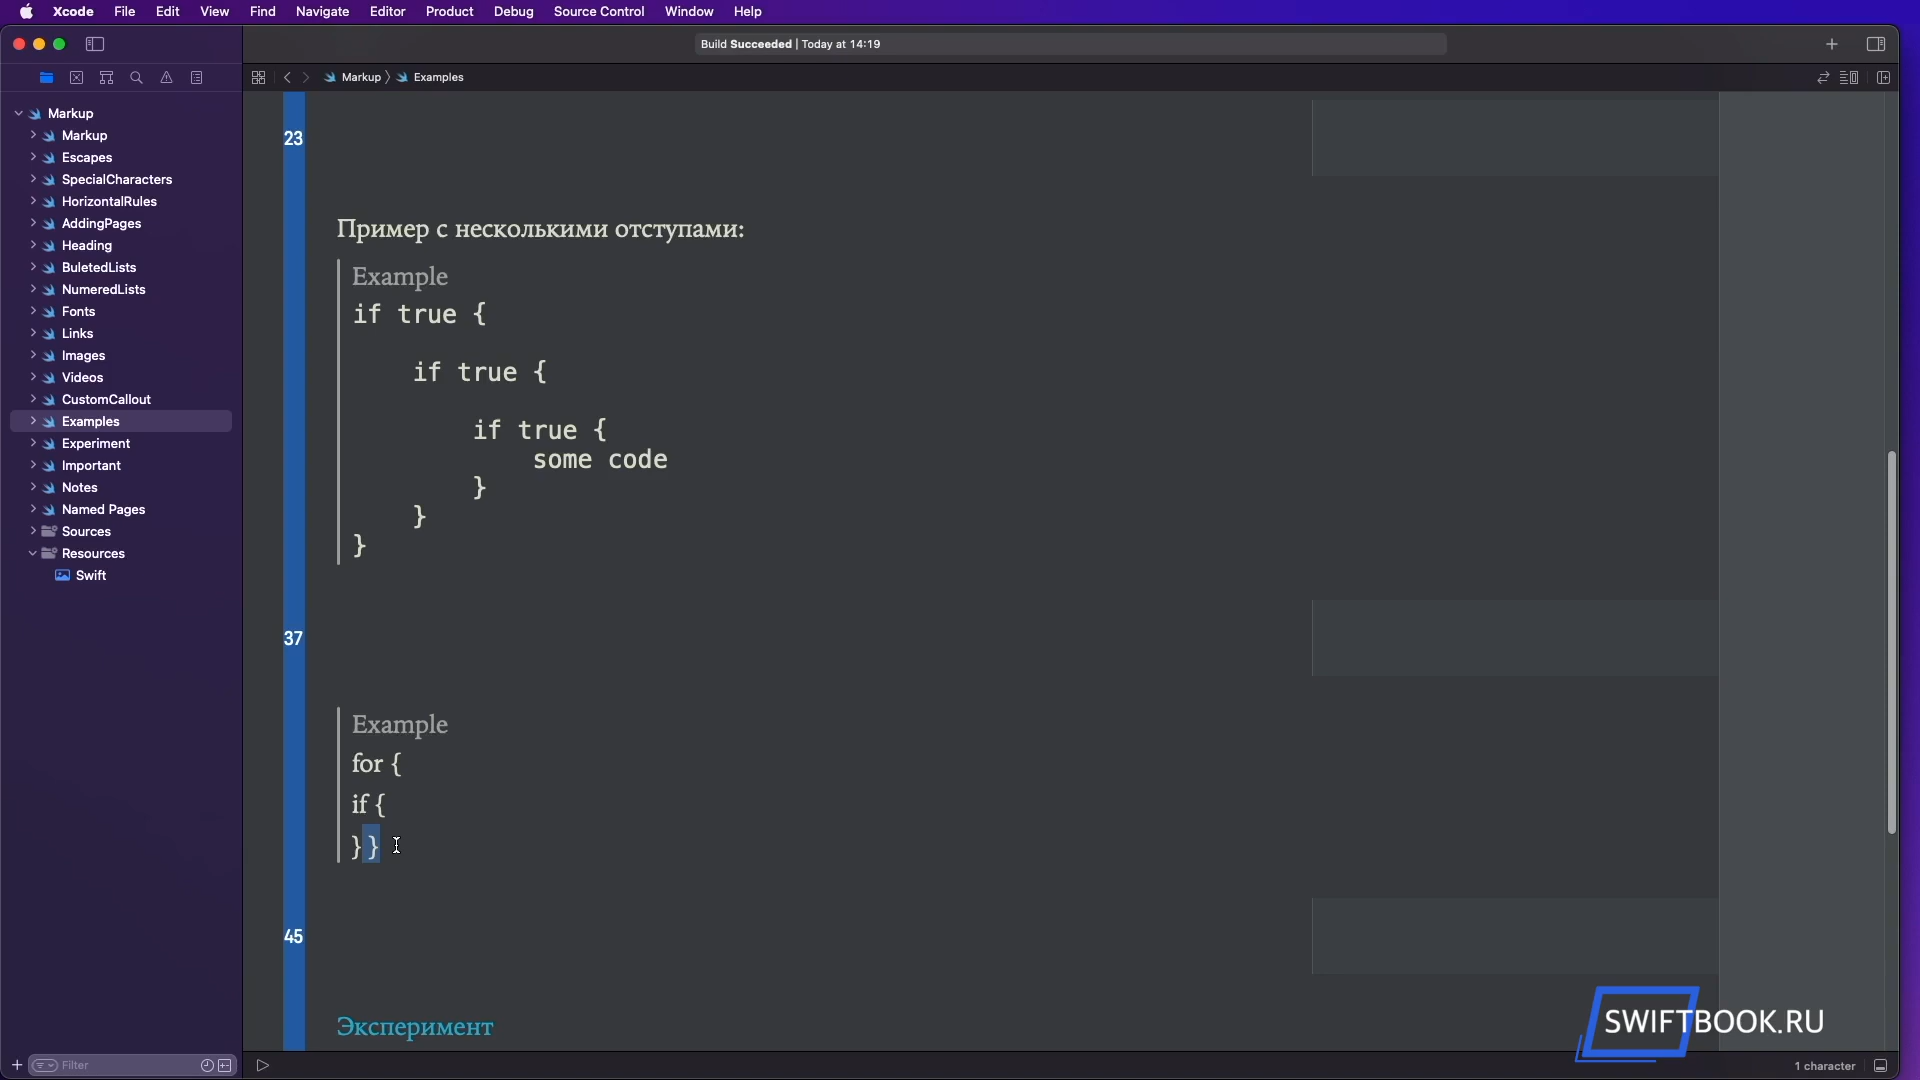 Xcode File Edit View Find Navigate Editor Product Debug Source Control Window Help
Build Succeeded | Today at 14:19
Markup Examples
Markup
Markup
Escapes
SpecialCharacters
HorizontalRules
AddingPages
Heading
BuletedLists
NumeredLists
Fonts
Links
Images
Videos
CustomCallout
Examples
Experiment
Important
Notes
Named Pages
Sources
Resources
Swift
Filter
23
Пример с несколькими отступами:
Example
if true {
if true {
if true {
some code
}
}
}
37
Example
for {
if {
} }
45
Эксперимент
SWIFTBOOK.RU
1 character